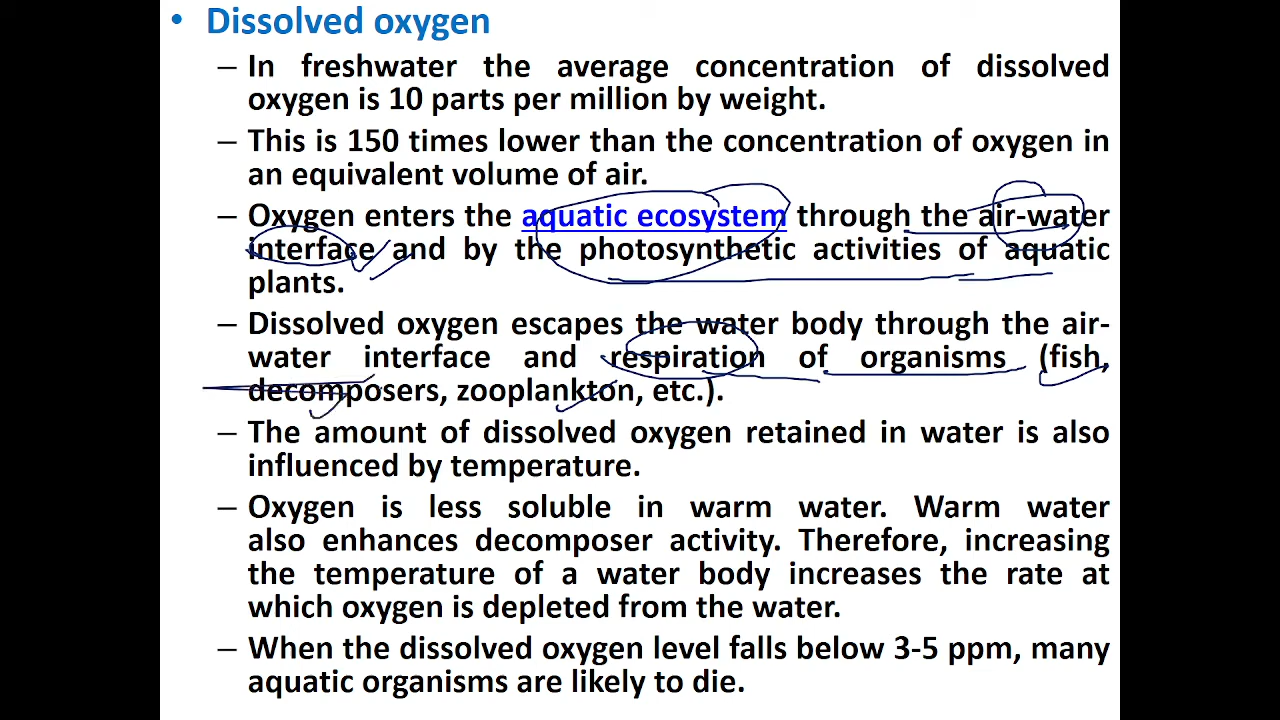 • Dissolved oxygen
– In freshwater the average concentration of dissolved
oxygen is 10 parts per million by weight.
– This is 150 times lower than the concentration of oxygen in
an equivalent volume of air.
– Oxygen enters the aquatic ecosystem through the air-water
interface and by the photosynthetic activities of aquatic
plants.
– Dissolved oxygen escapes the water body through the air-
water interface and respiration of organisms (fish,
decomposers, zooplankton, etc.).
– The amount of dissolved oxygen retained in water is also
influenced by temperature.
– Oxygen is less soluble in warm water. Warm water
also enhances decomposer activity. Therefore, increasing
the temperature of a water body increases the rate at
which oxygen is depleted from the water.
– When the dissolved oxygen level falls below 3-5 ppm, many
aquatic organisms are likely to die.